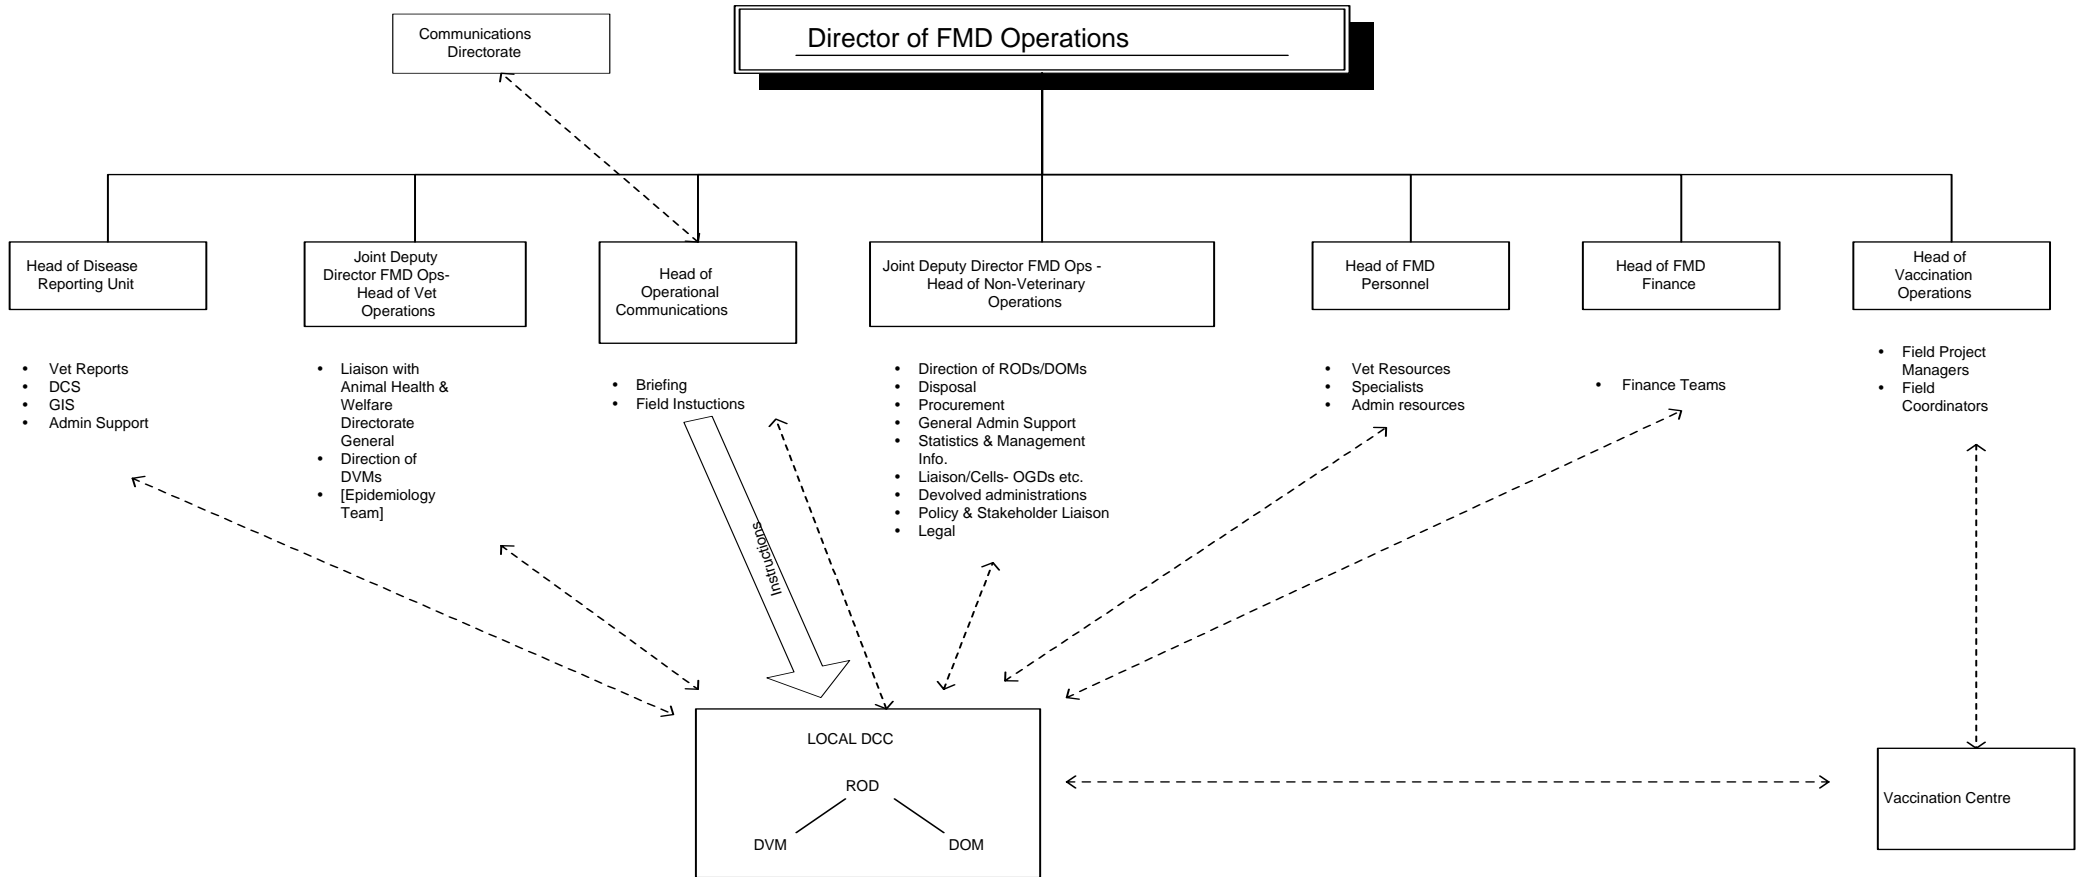 Communications
Directorate
Director of FMD Operations
Head of Disease
Reporting Unit
Joint Deputy
Director FMD Ops-
Head of Vet
Operations
Head of
Operational
Communications
Joint Deputy Director FMD Ops -
Head of Non-Veterinary
Operations
Head of FMD
Personnel
Head of FMD
Finance
Head of
Vaccination
Operations
• Vet Reports
• DCS
• GIS
• Admin Support
• Liaison with
Animal Health &
Welfare
Directorate
General
• Direction of
DVMs
• [Epidemiology
Team]
• Briefing
• Field Instuctions
• Direction of RODs/DOMs
• Disposal
• Procurement
• General Admin Support
• Statistics & Management
Info.
• Liaison/Cells- OGDs etc.
• Devolved administrations
• Policy & Stakeholder Liaison
• Legal
• Vet Resources
• Specialists
• Admin resources
• Finance Teams
• Field Project
Managers
• Field
Coordinators
Instructions
LOCAL DCC
ROD
DVM
DOM
Vaccination Centre